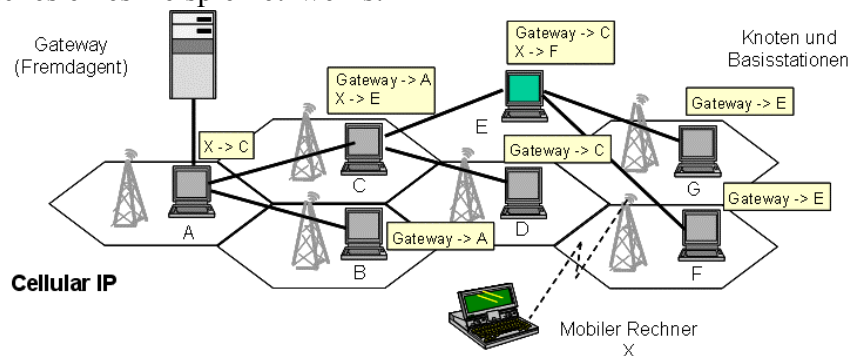 Gateway
(Fremdagent)
Gateway -> C
X -> F
Knoten und
Basisstationen
Gateway -> A
X -> E
Gateway -> E
E
X -> C
Gateway -> C
C
G
Gateway -> E
A
D
Gateway -> A
B
F
Cellular IP
Mobiler Rechner
X